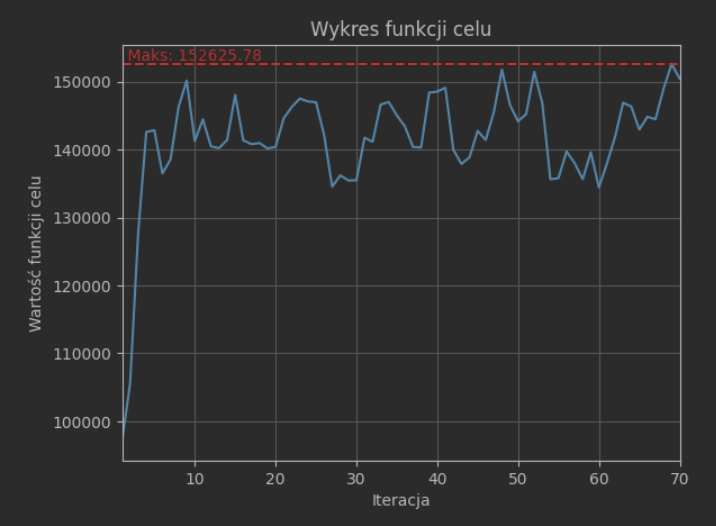 Wykres funkcji celu
Maks: 152625.78
150000
140000
130000
120000
110000
100000
Wartość funkcji celu
10 20 30 40 50 60 70
Iteracja